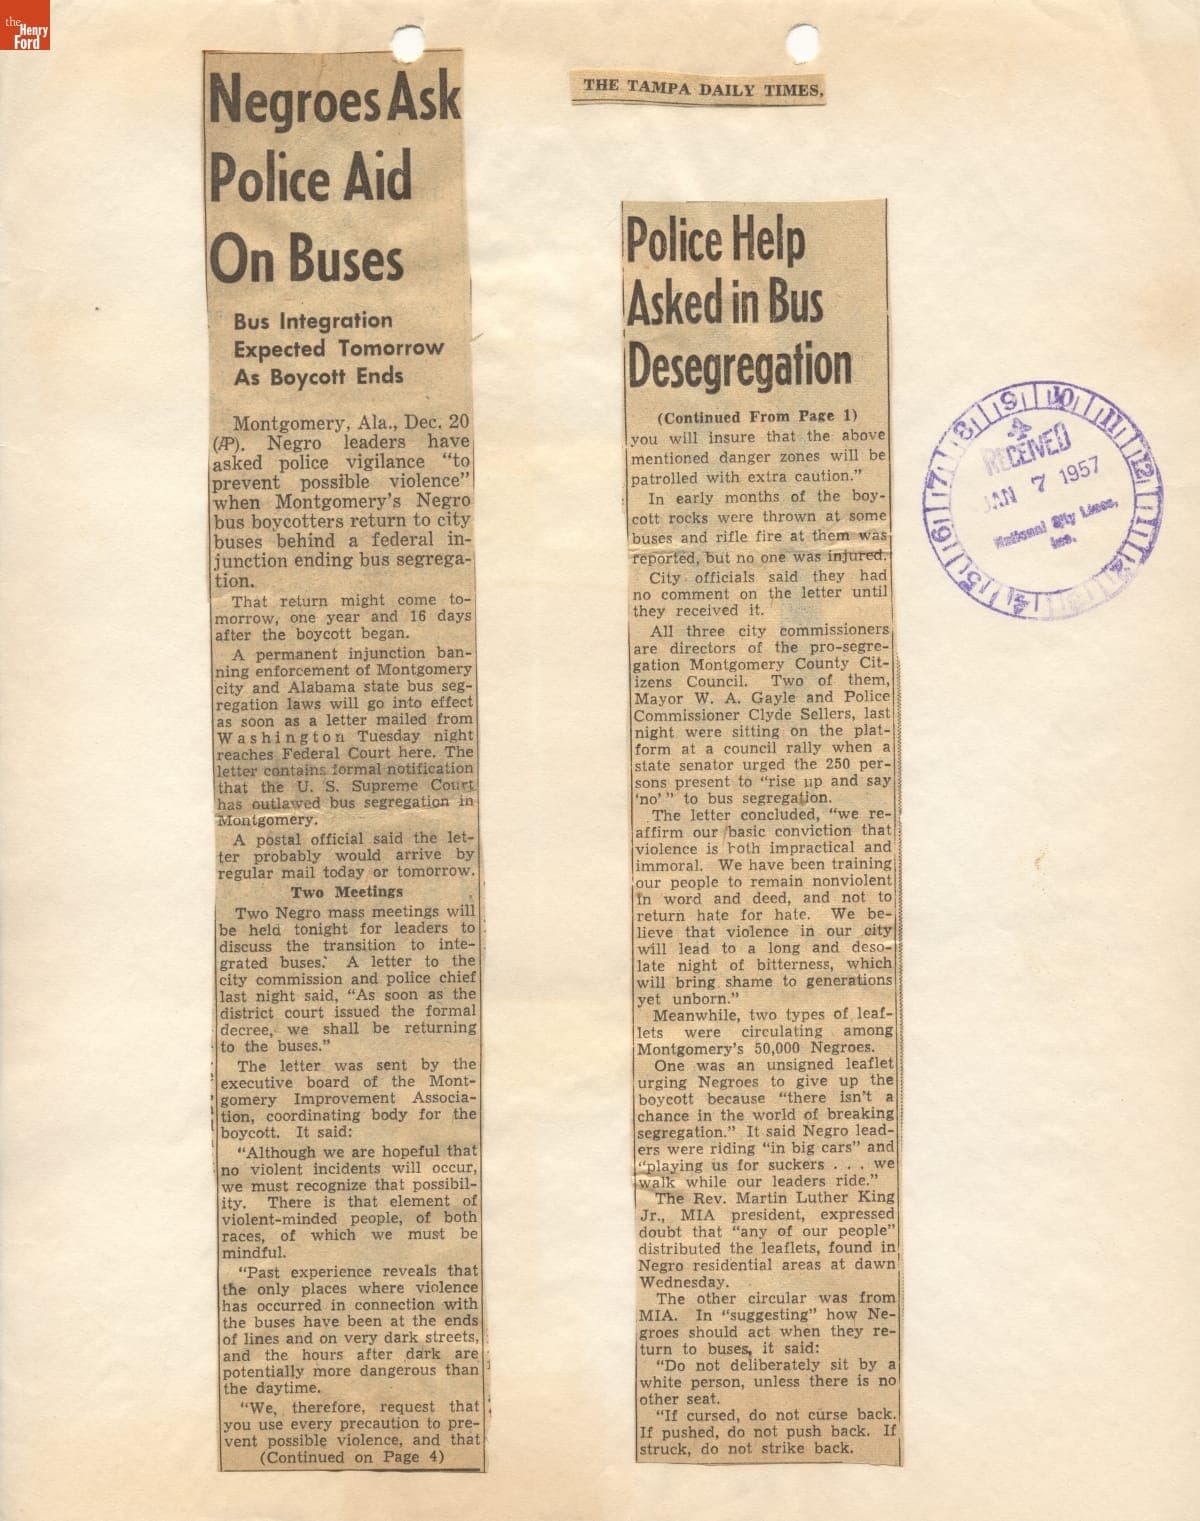 the
Henry
Ford
Negroes Ask
Police Aid
On Buses
Bus Integration
Expected Tomorrow
As Boycott Ends
Montgomery, Ala., Dec. 20
(AP). Negro leaders have
asked police vigilance "to
prevent possible violence"
when Montgomery's Negro
bus boycotters return to city
buses behind a federal in-
junction ending bus segrega-
tion.
That return might come to-
morrow, one year and 16 days
after the boycott began.
A permanent injunction ban-
ning enforcement of Montgomery
city and Alabama state bus seg-
regation laws will go into effect
as soon as a letter mailed from
Washington Tuesday night
reaches Federal Court here. The
letter contains formal notification
that the U. S. Supreme Court
has outlawed bus segregation in
Montgomery.
A postal official said the let-
ter probably would arrive by
regular mail today or tomorrow.
Two Meetings
Two Negro mass meetings will
be held tonight for leaders to
discuss the transition to inte-
grated buses. A letter to the
city commission and police chief
last night said, "As soon as the
district court issued the formal
decree, we shall be returning
to the buses."
The letter was sent by the
executive board of the Mont-
gomery Improvement Associa-
tion, coordinating body for the
boycott. It said:
"Although we are hopeful that
no violent incidents will occur,
we must recognize that possibil-
ity. There is that element of
violent-minded people, of both
races, of which we must be
mindful.
"Past experience reveals that
the only places where violence
has occurred in connection with
the buses have been at the ends
of lines and on very dark streets,
and the hours after dark are
potentially more dangerous than
the daytime.
"We, therefore, request that
you use every precaution to pre-
vent possible violence, and that
(Continued on Page 4)
THE TAMPA DAILY TIMES,
Police Help
Asked in Bus
Desegregation
(Continued From Page 1)
you will insure that the above
mentioned danger zones will be
patrolled with extra caution."
In early months of the boy-
cott rocks were thrown at some
buses and rifle fire at them was
reported, but no one was injured.
City officials said they had
no comment on the letter until
they received it.
All three city commissioners
are directors of the pro-segre-
gation Montgomery County Cit-
izens Council. Two of them,
Mayor W. A. Gayle and Police
Commissioner Clyde Sellers, last
night were sitting on the plat-
form at a council rally when a
state senator urged the 250 per-
sons present to "rise up and say
'no' " to bus segregation.
The letter concluded, "we re-
affirm our basic conviction that
violence is both impractical and
immoral. We have been training
our people to remain nonviolent
in word and deed, and not to
return hate for hate. We be-
lieve that violence in our city
will lead to a long and deso-
late night of bitterness, which
will bring shame to generations
yet unborn."
Meanwhile, two types of leaf-
lets were circulating among
Montgomery's 50,000 Negroes.
One was an unsigned leaflet
urging Negroes to give up the
boycott because "there isn't a
chance in the world of breaking
segregation." It said Negro lead-
ers were riding "in big cars" and
"playing us for suckers . . . we
walk while our leaders ride."
The Rev. Martin Luther King
Jr., MIA president, expressed
doubt that "any of our people"
distributed the leaflets, found in
Negro residential areas at dawn
Wednesday.
The other circular was from
MIA. In "suggesting" how Ne-
groes should act when they re-
turn to buses, it said:
"Do not deliberately sit by a
white person, unless there is no
other seat.
"If cursed, do not curse back.
If pushed, do not push back. If
struck, do not strike back.
7 8 9 10 11 12
RECEIVED
JAN 7 1957
National City Lines,
Inc.
6 5 4 2